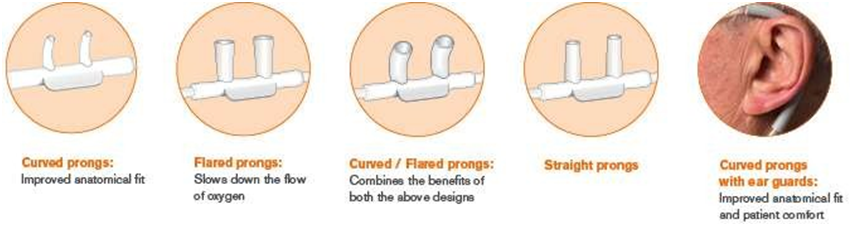 Curved prongs:
Improved anatomical fit
Flared prongs:
Slows down the flow
of oxygen
Curved / Flared prongs:
Combines the benefits of
both the above designs
Straight prongs
Curved prongs
with ear guards:
Improved anatomical fit
and patient comfort